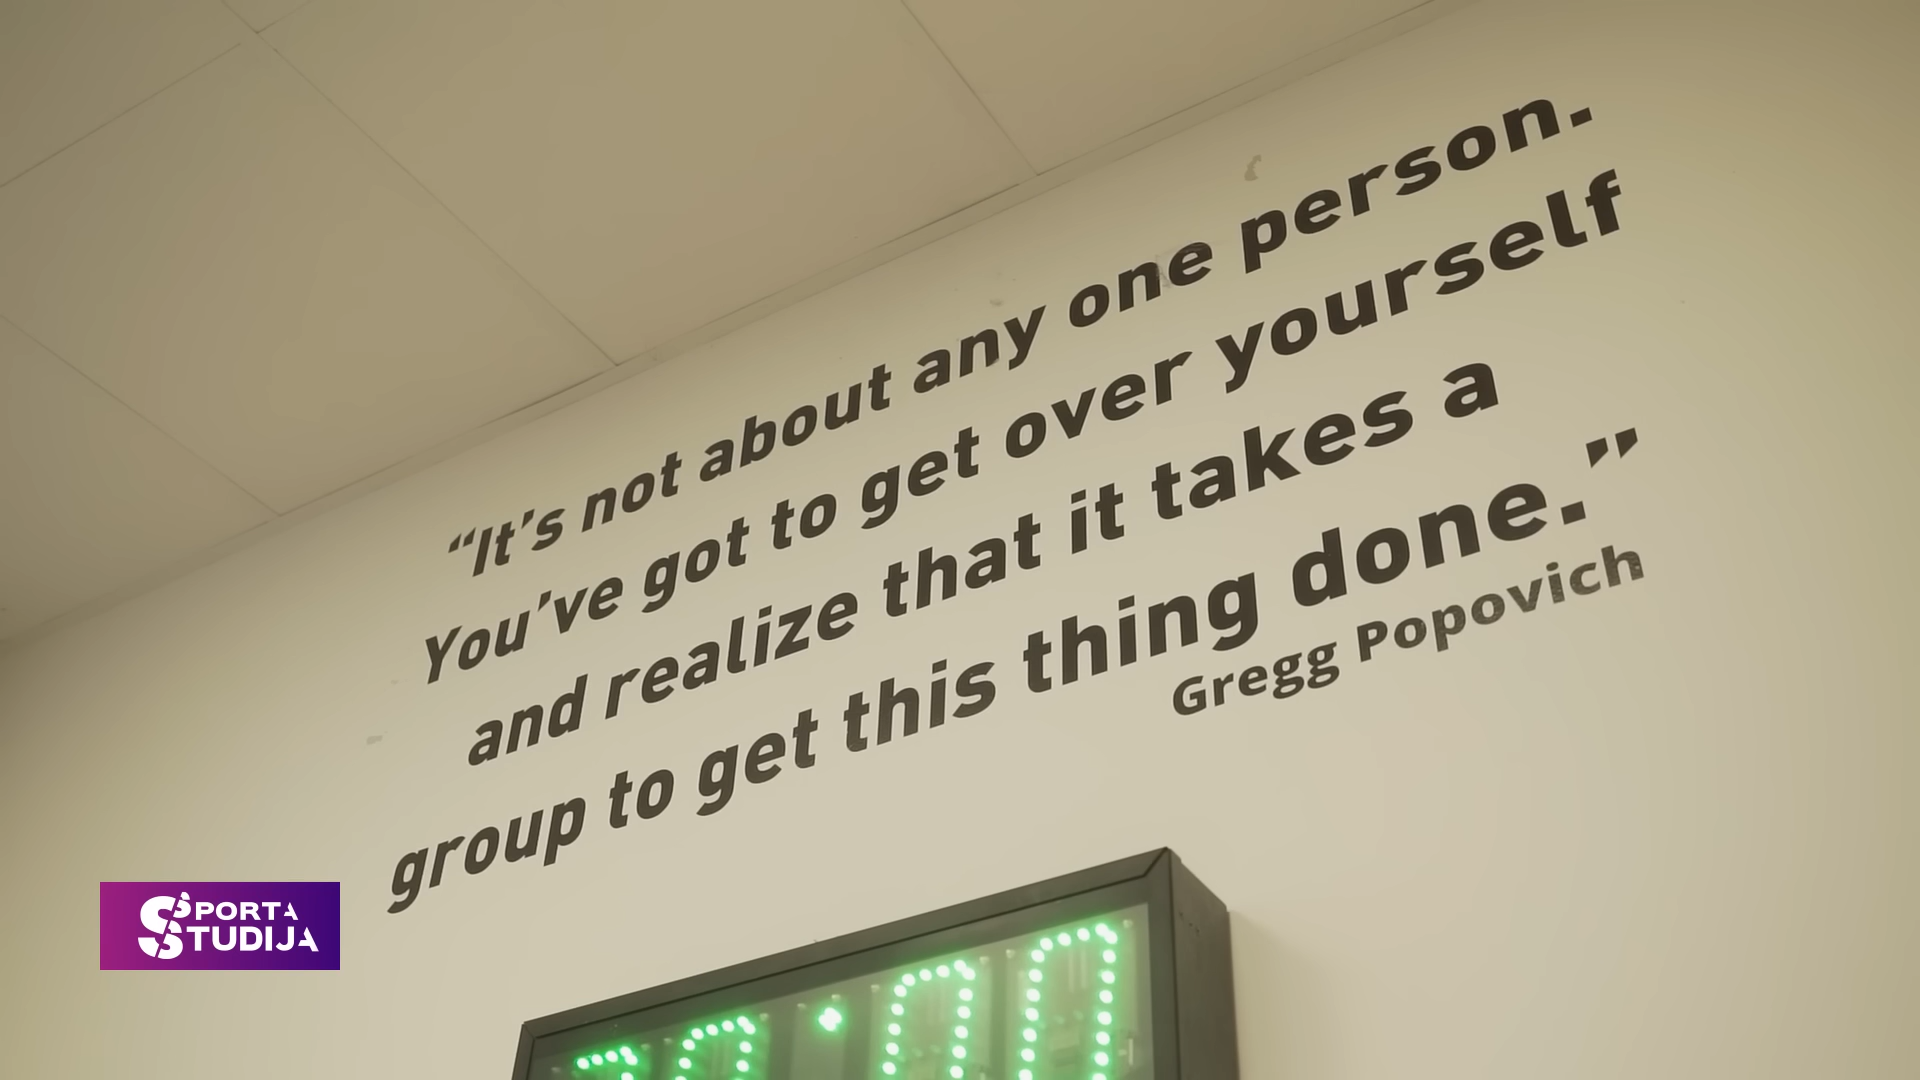 “It’s not about any one person.
You’ve got to get over yourself
and realize that it takes a
group to get this thing done.”
Gregg Popovich
SPORTA
STUDIJA